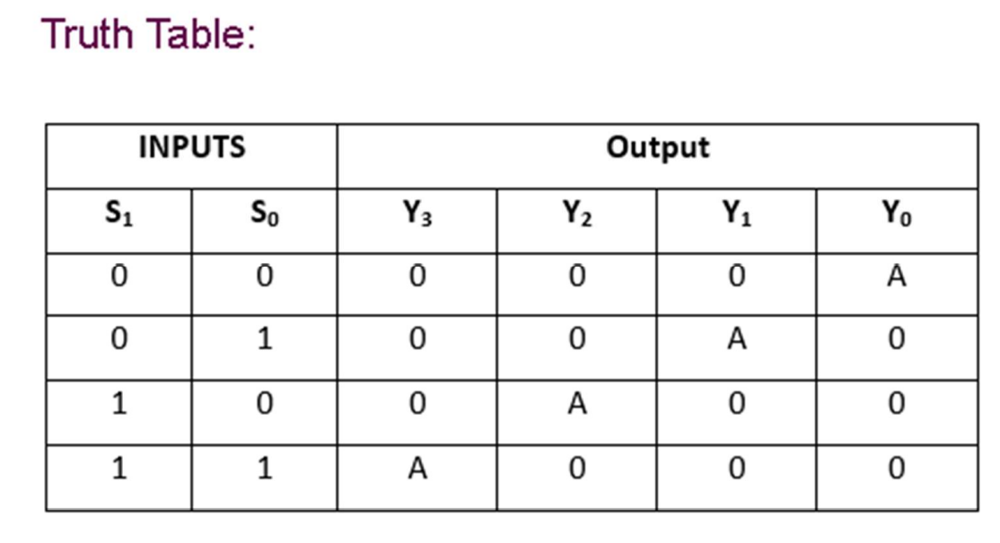 Truth Table:
INPUTS Output
S₁ S₀ Y₃ Y₂ Y₁ Y₀
0 0 0 0 0 A
0 1 0 0 A 0
1 0 0 A 0 0
1 1 A 0 0 0